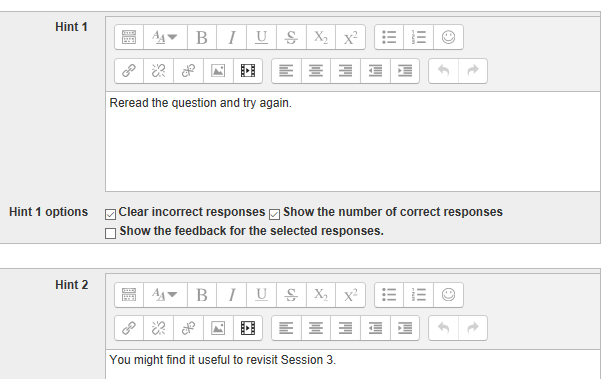 Hint 1
Reread the question and try again.
Hint 1 options
Clear incorrect responses Show the number of correct responses
Show the feedback for the selected responses.
Hint 2
You might find it useful to revisit Session 3.